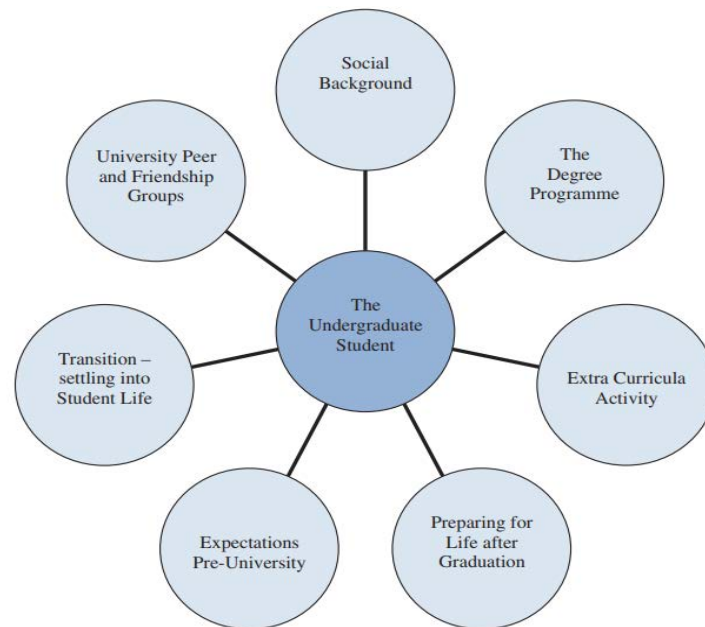 Social
Background
The
Degree
Programme
Extra Curricula
Activity
Preparing for
Life after
Graduation
Expectations
Pre-University
Transition –
settling into
Student Life
University Peer
and Friendship
Groups
The
Undergraduate
Student